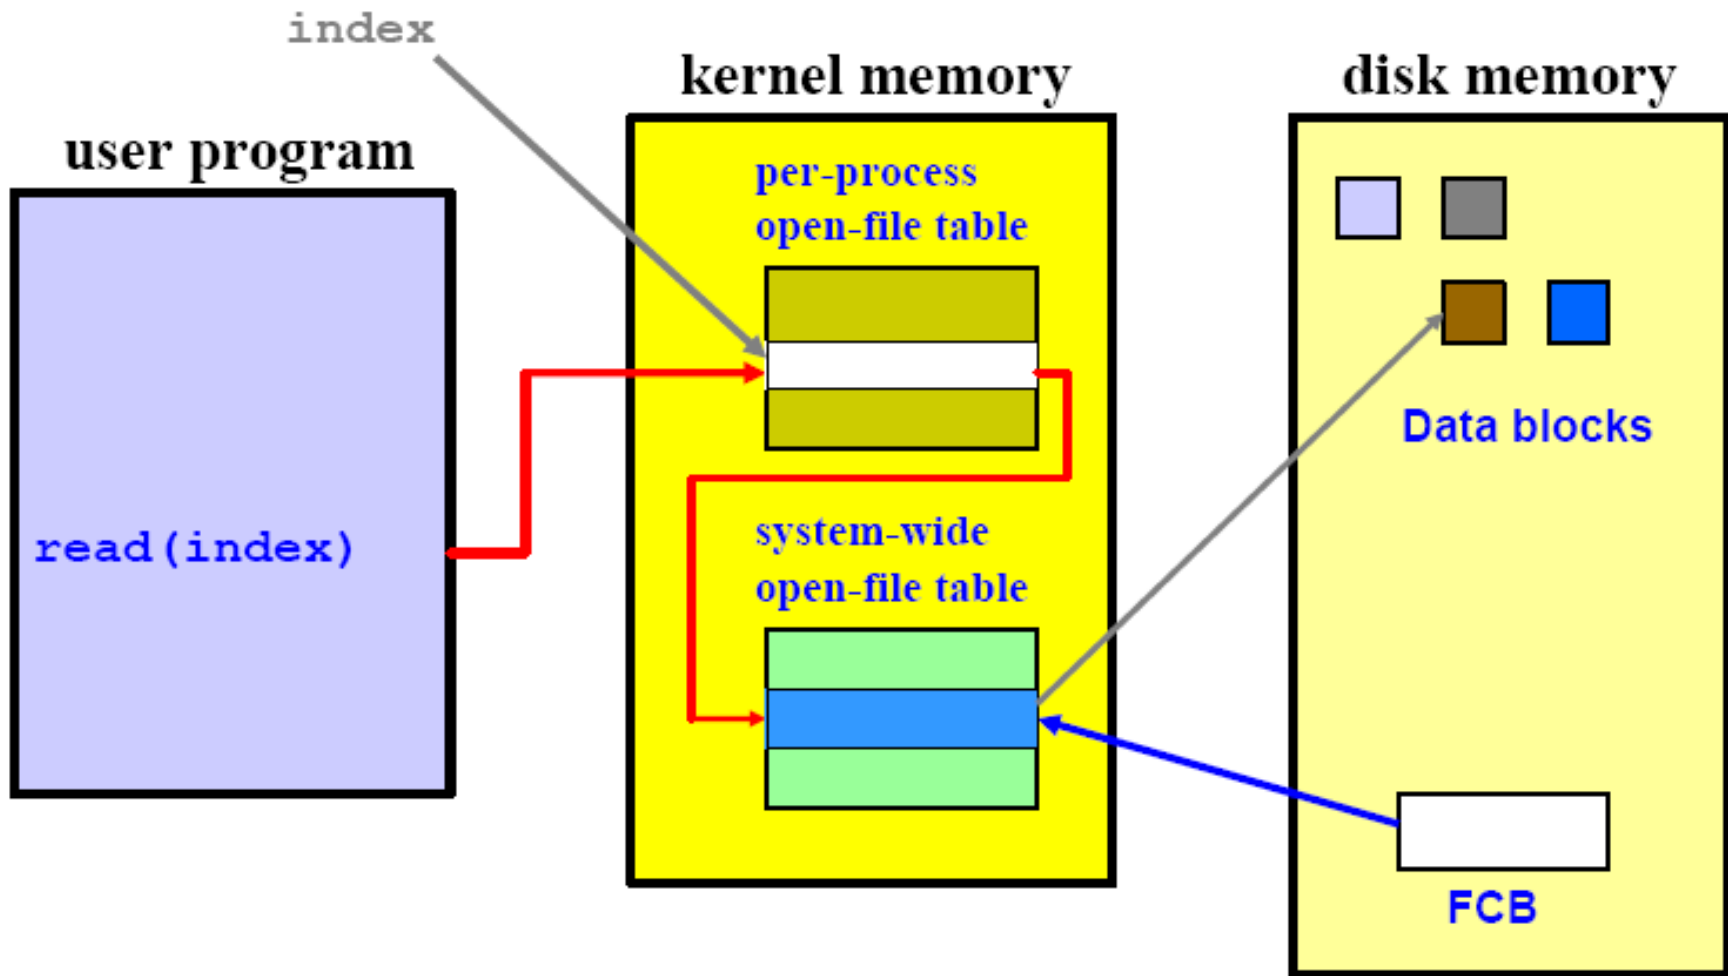 index
kernel memory
disk memory
user program
per-process
open-file table
Data blocks
system-wide
read(index)
open-file table
FCB